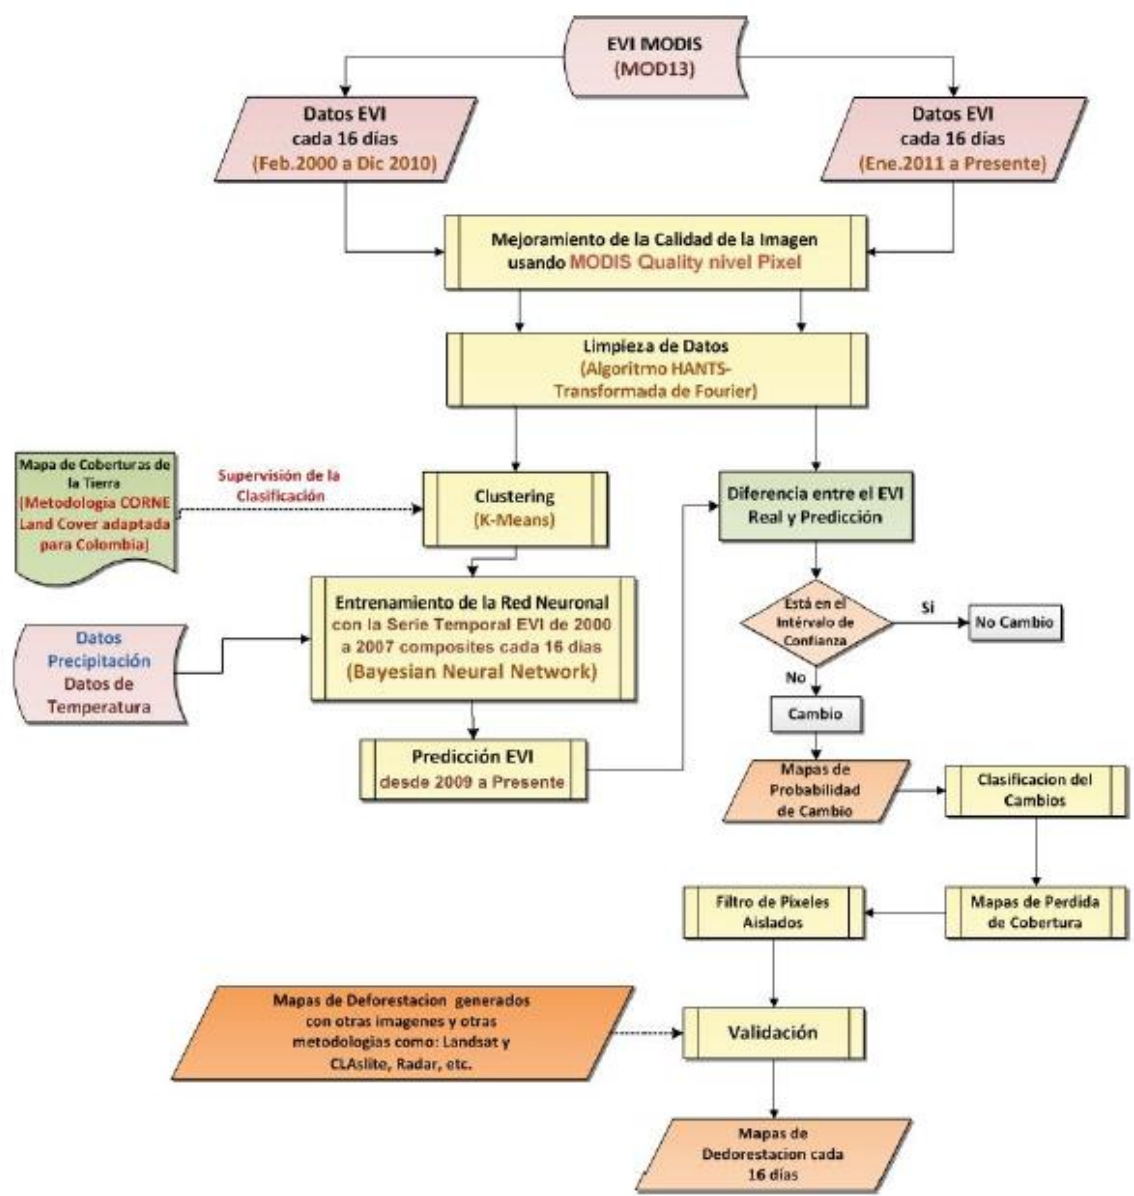 EVI MODIS
(MOD13)
Datos EVI
cada 16 días
(Feb.2000 a Dic 2010)
Datos EVI
cada 16 días
(Ene.2011 a Presente)
Mejoramiento de la Calidad de la Imagen
usando MODIS Quality nivel Pixel
Limpieza de Datos
(Algoritmo HANTS-
Transformada de Fourier)
Mapa de Coberturas de
la Tierra
(Metodologia CORNE
Land Cover adaptada
para Colombia)
Supervisión de la
Clasificación
Clustering
(K-Means)
Diferencia entre el EVI
Real y Predicción
Entrenamiento de la Red Neuronal
con la Serie Temporal EVI de 2000
a 2007 composites cada 16 dias
(Bayesian Neural Network)
Está en el
Intérvalo de
Confianza
Si
No Cambio
Datos
Precipitación
Datos de
Temperatura
No
Cambio
Predicción EVI
desde 2009 a Presente
Mapas de
Probabilidad
de Cambio
Clasificacion del
Cambios
Filtro de Pixeles
Aislados
Mapas de Perdida
de Cobertura
Mapas de Deforestacion generados
con otras imagenes y otras
metodologias como: Landsat y
CLAslite, Radar, etc.
Validación
Mapas de
Dedorestacion cada
16 días